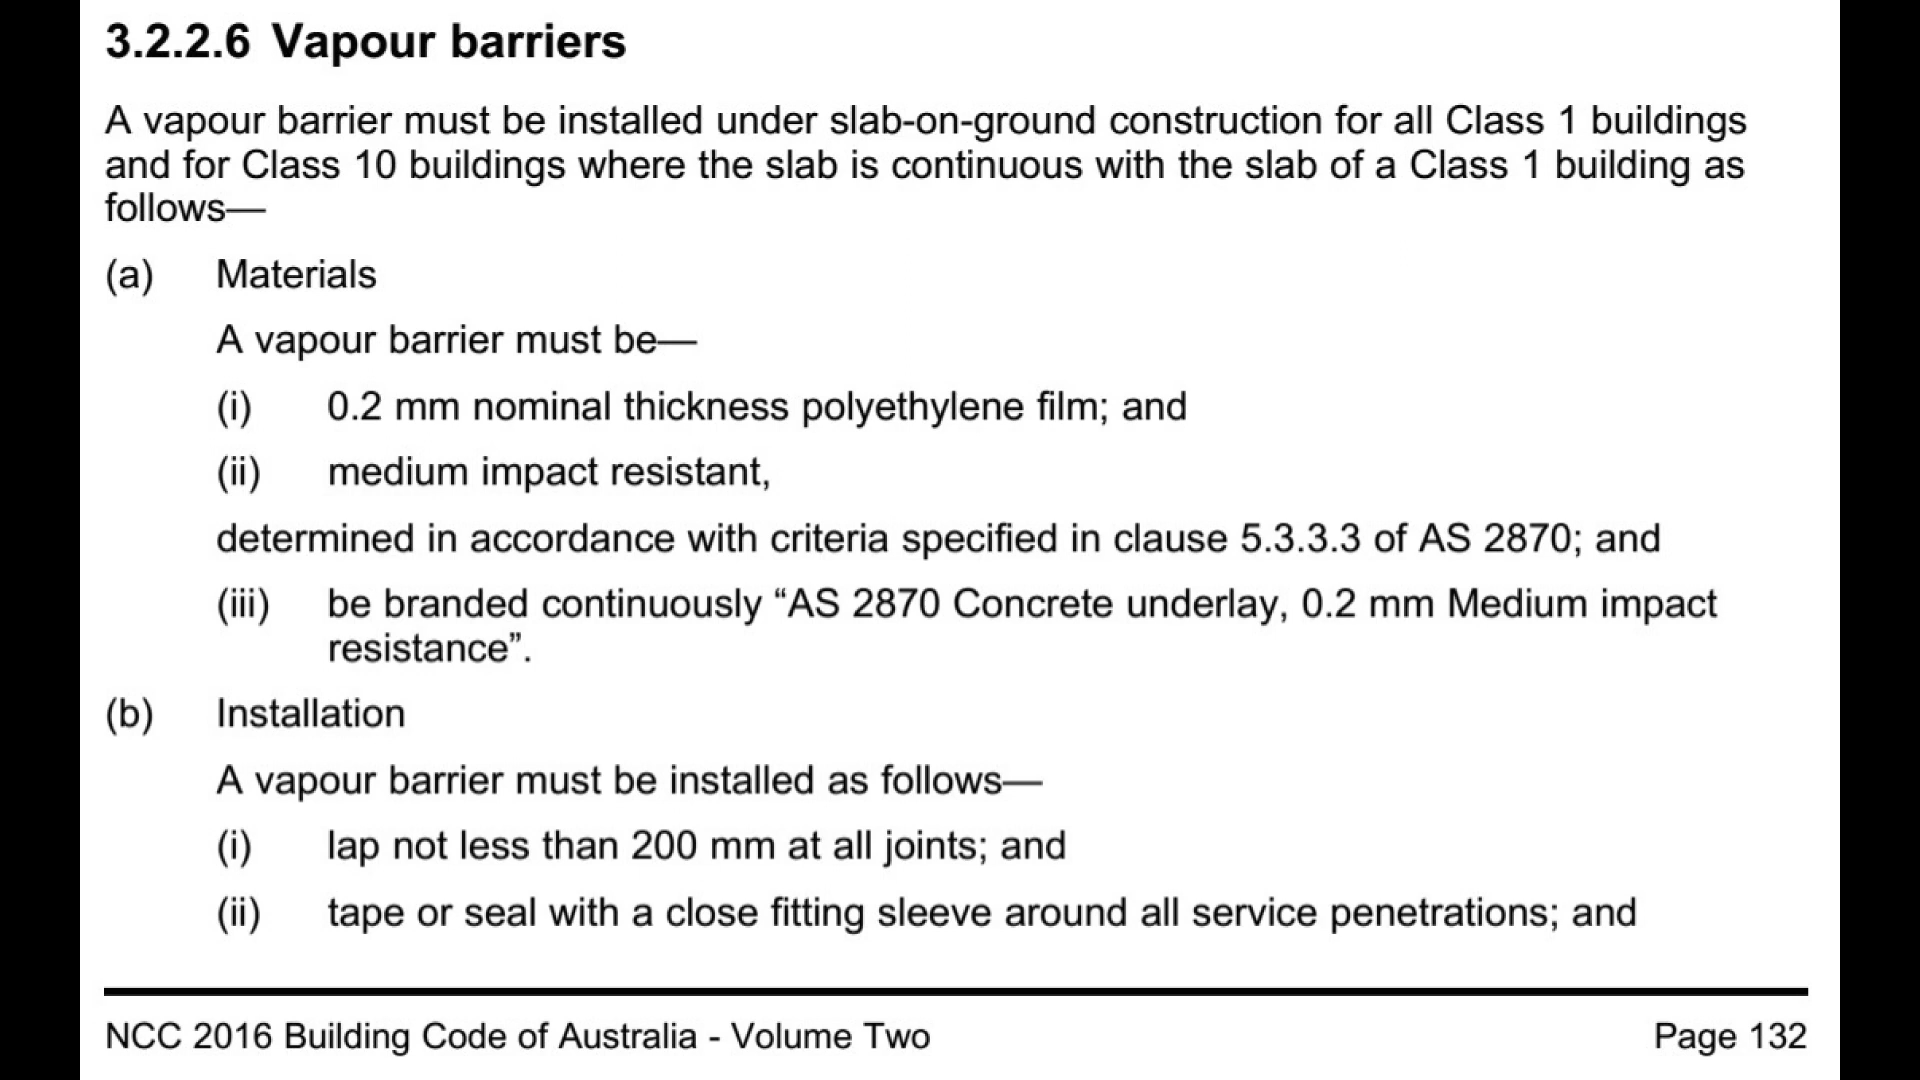 3.2.2.6 Vapour barriers
A vapour barrier must be installed under slab-on-ground construction for all Class 1 buildings
and for Class 10 buildings where the slab is continuous with the slab of a Class 1 building as
follows—
(a) Materials
A vapour barrier must be—
(i) 0.2 mm nominal thickness polyethylene film; and
(ii) medium impact resistant,
determined in accordance with criteria specified in clause 5.3.3.3 of AS 2870; and
(iii) be branded continuously “AS 2870 Concrete underlay, 0.2 mm Medium impact
resistance”.
(b) Installation
A vapour barrier must be installed as follows—
(i) lap not less than 200 mm at all joints; and
(ii) tape or seal with a close fitting sleeve around all service penetrations; and
NCC 2016 Building Code of Australia - Volume Two Page 132